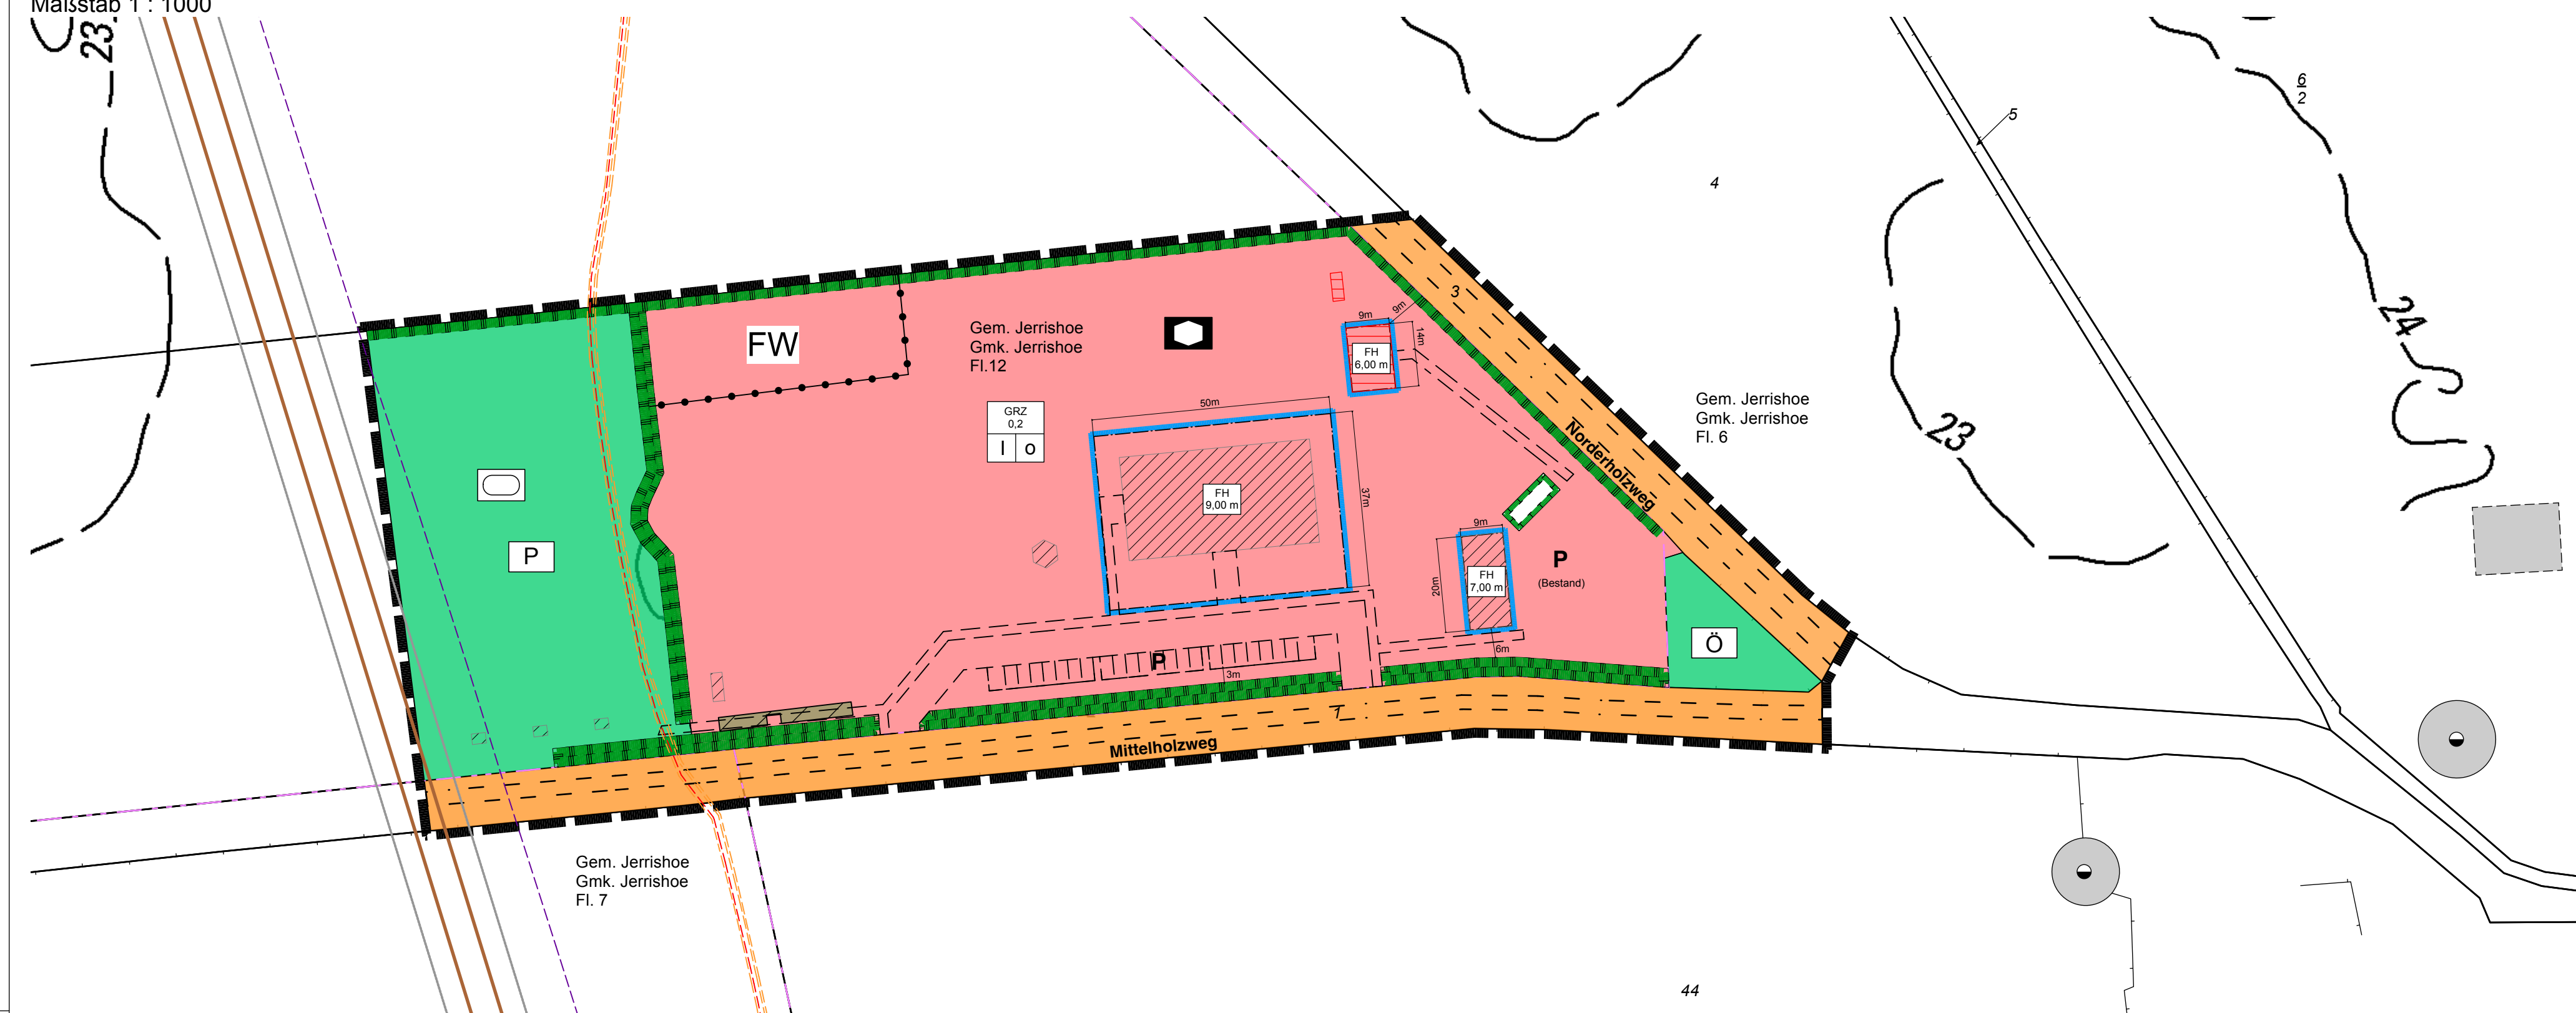 Maßstab 1 : 1000
23
6
2
5
4
3
FW
Gem. Jerrishoe
Gmk. Jerrishoe
Fl.12
9m
9m
14m
FH
6,00 m
24
Gem. Jerrishoe
Gmk. Jerrishoe
Fl. 6
GRZ
0,2
I o
50m
Norderholzweg
23
FH
9,00 m
37m
P
9m
P
(Bestand)
20m
FH
7,00 m
Ö
6m
P
3m
1
Mittelholzweg
Gem. Jerrishoe
Gmk. Jerrishoe
Fl. 7
44